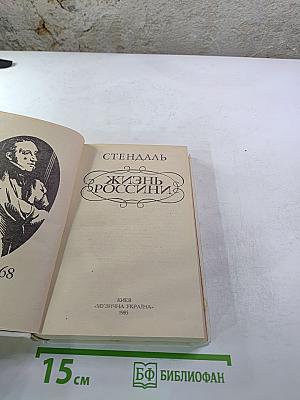 СТЕНДАЛЬ
ЖИЗНЬ
РОССИНИ
КИЕВ
«МУЗИЧНА УКРАЇНА»
1985
68
15 см
БФ БИБЛИОФАН